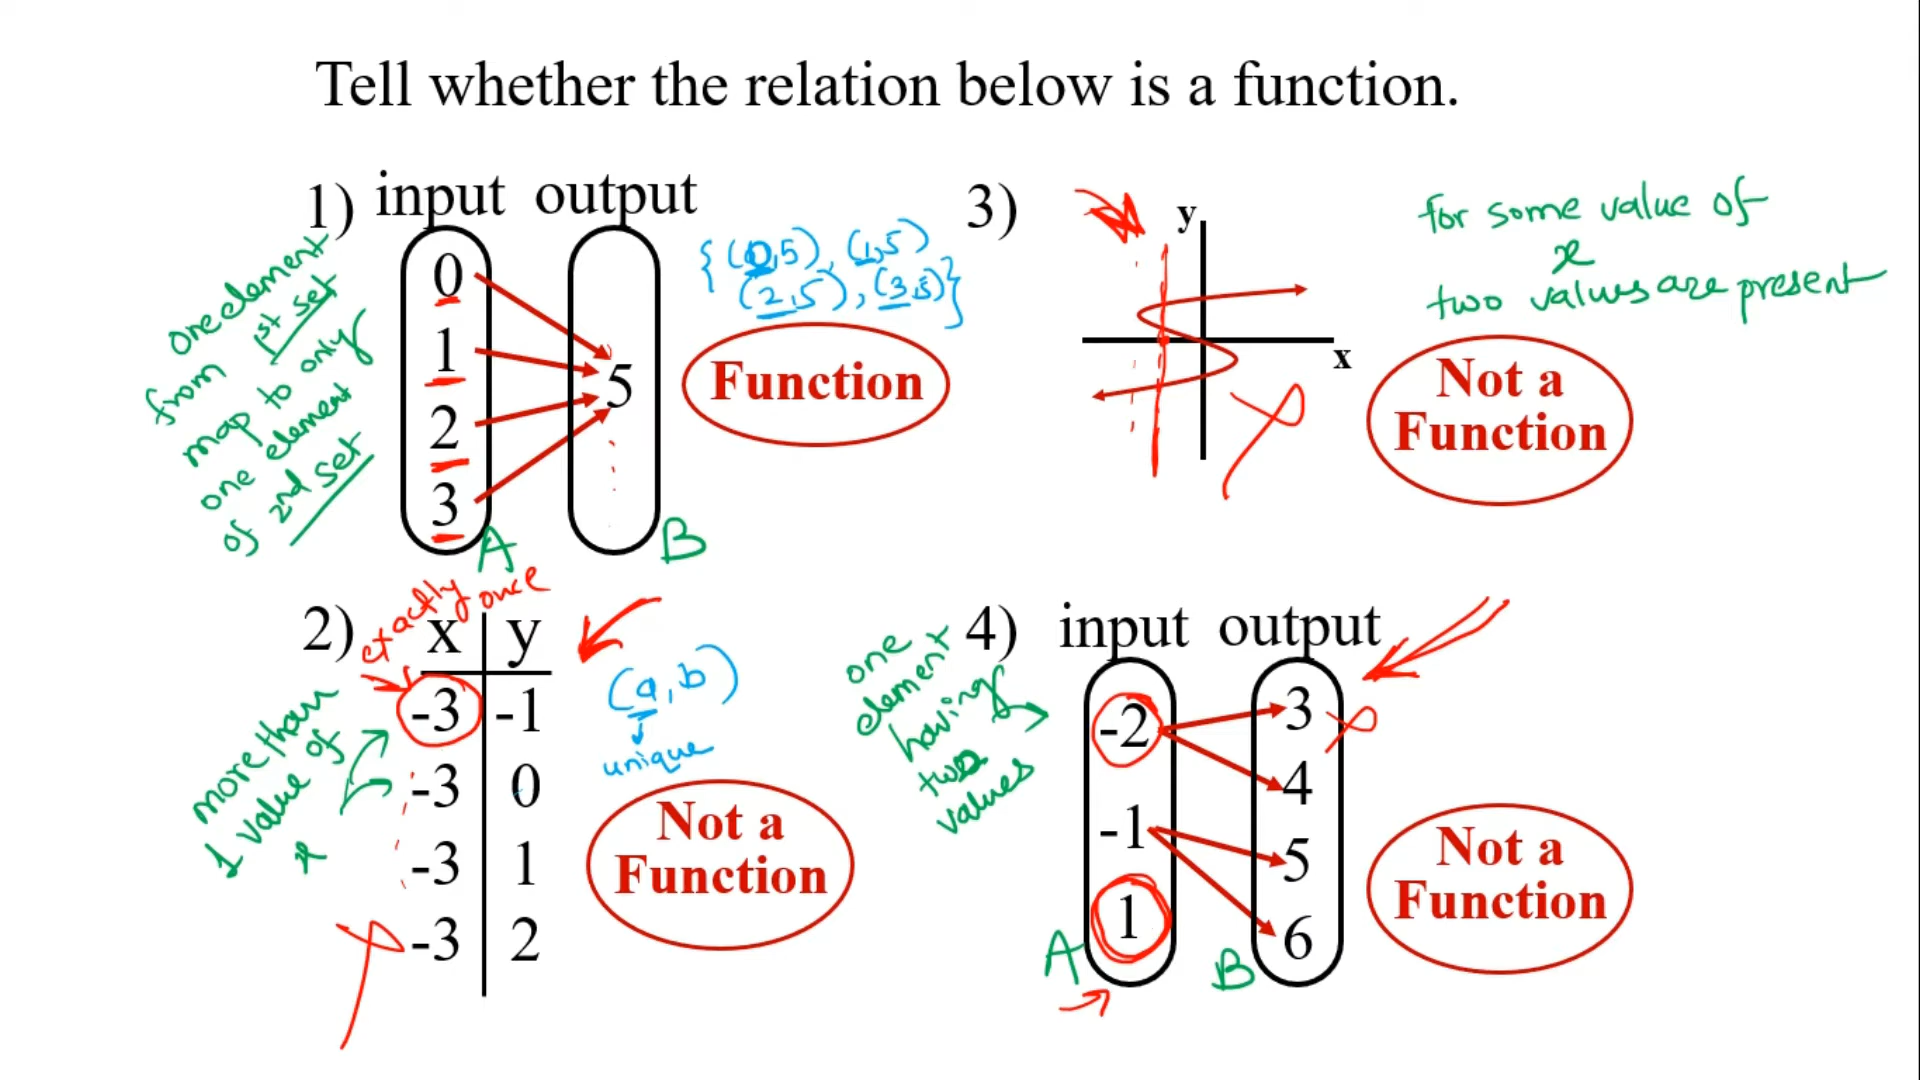 Tell whether the relation below is a function.
1) input output
0
1
2
3
5
A
B
one element
from 1st set
map to only
one element
of 2nd set
{(0,5), (1,5)
(2,5), (3,5)}
Function
3)
y
x
for some value of
x
two values are present
Not a
Function
2)
exactly once
x y
-3 -1
-3 0
-3 1
-3 2
more than
1 value of
x
(a,b)
unique
Not a
Function
4) input output
one
element
having
two
values
-2
-1
1
3
4
5
6
A
B
Not a
Function